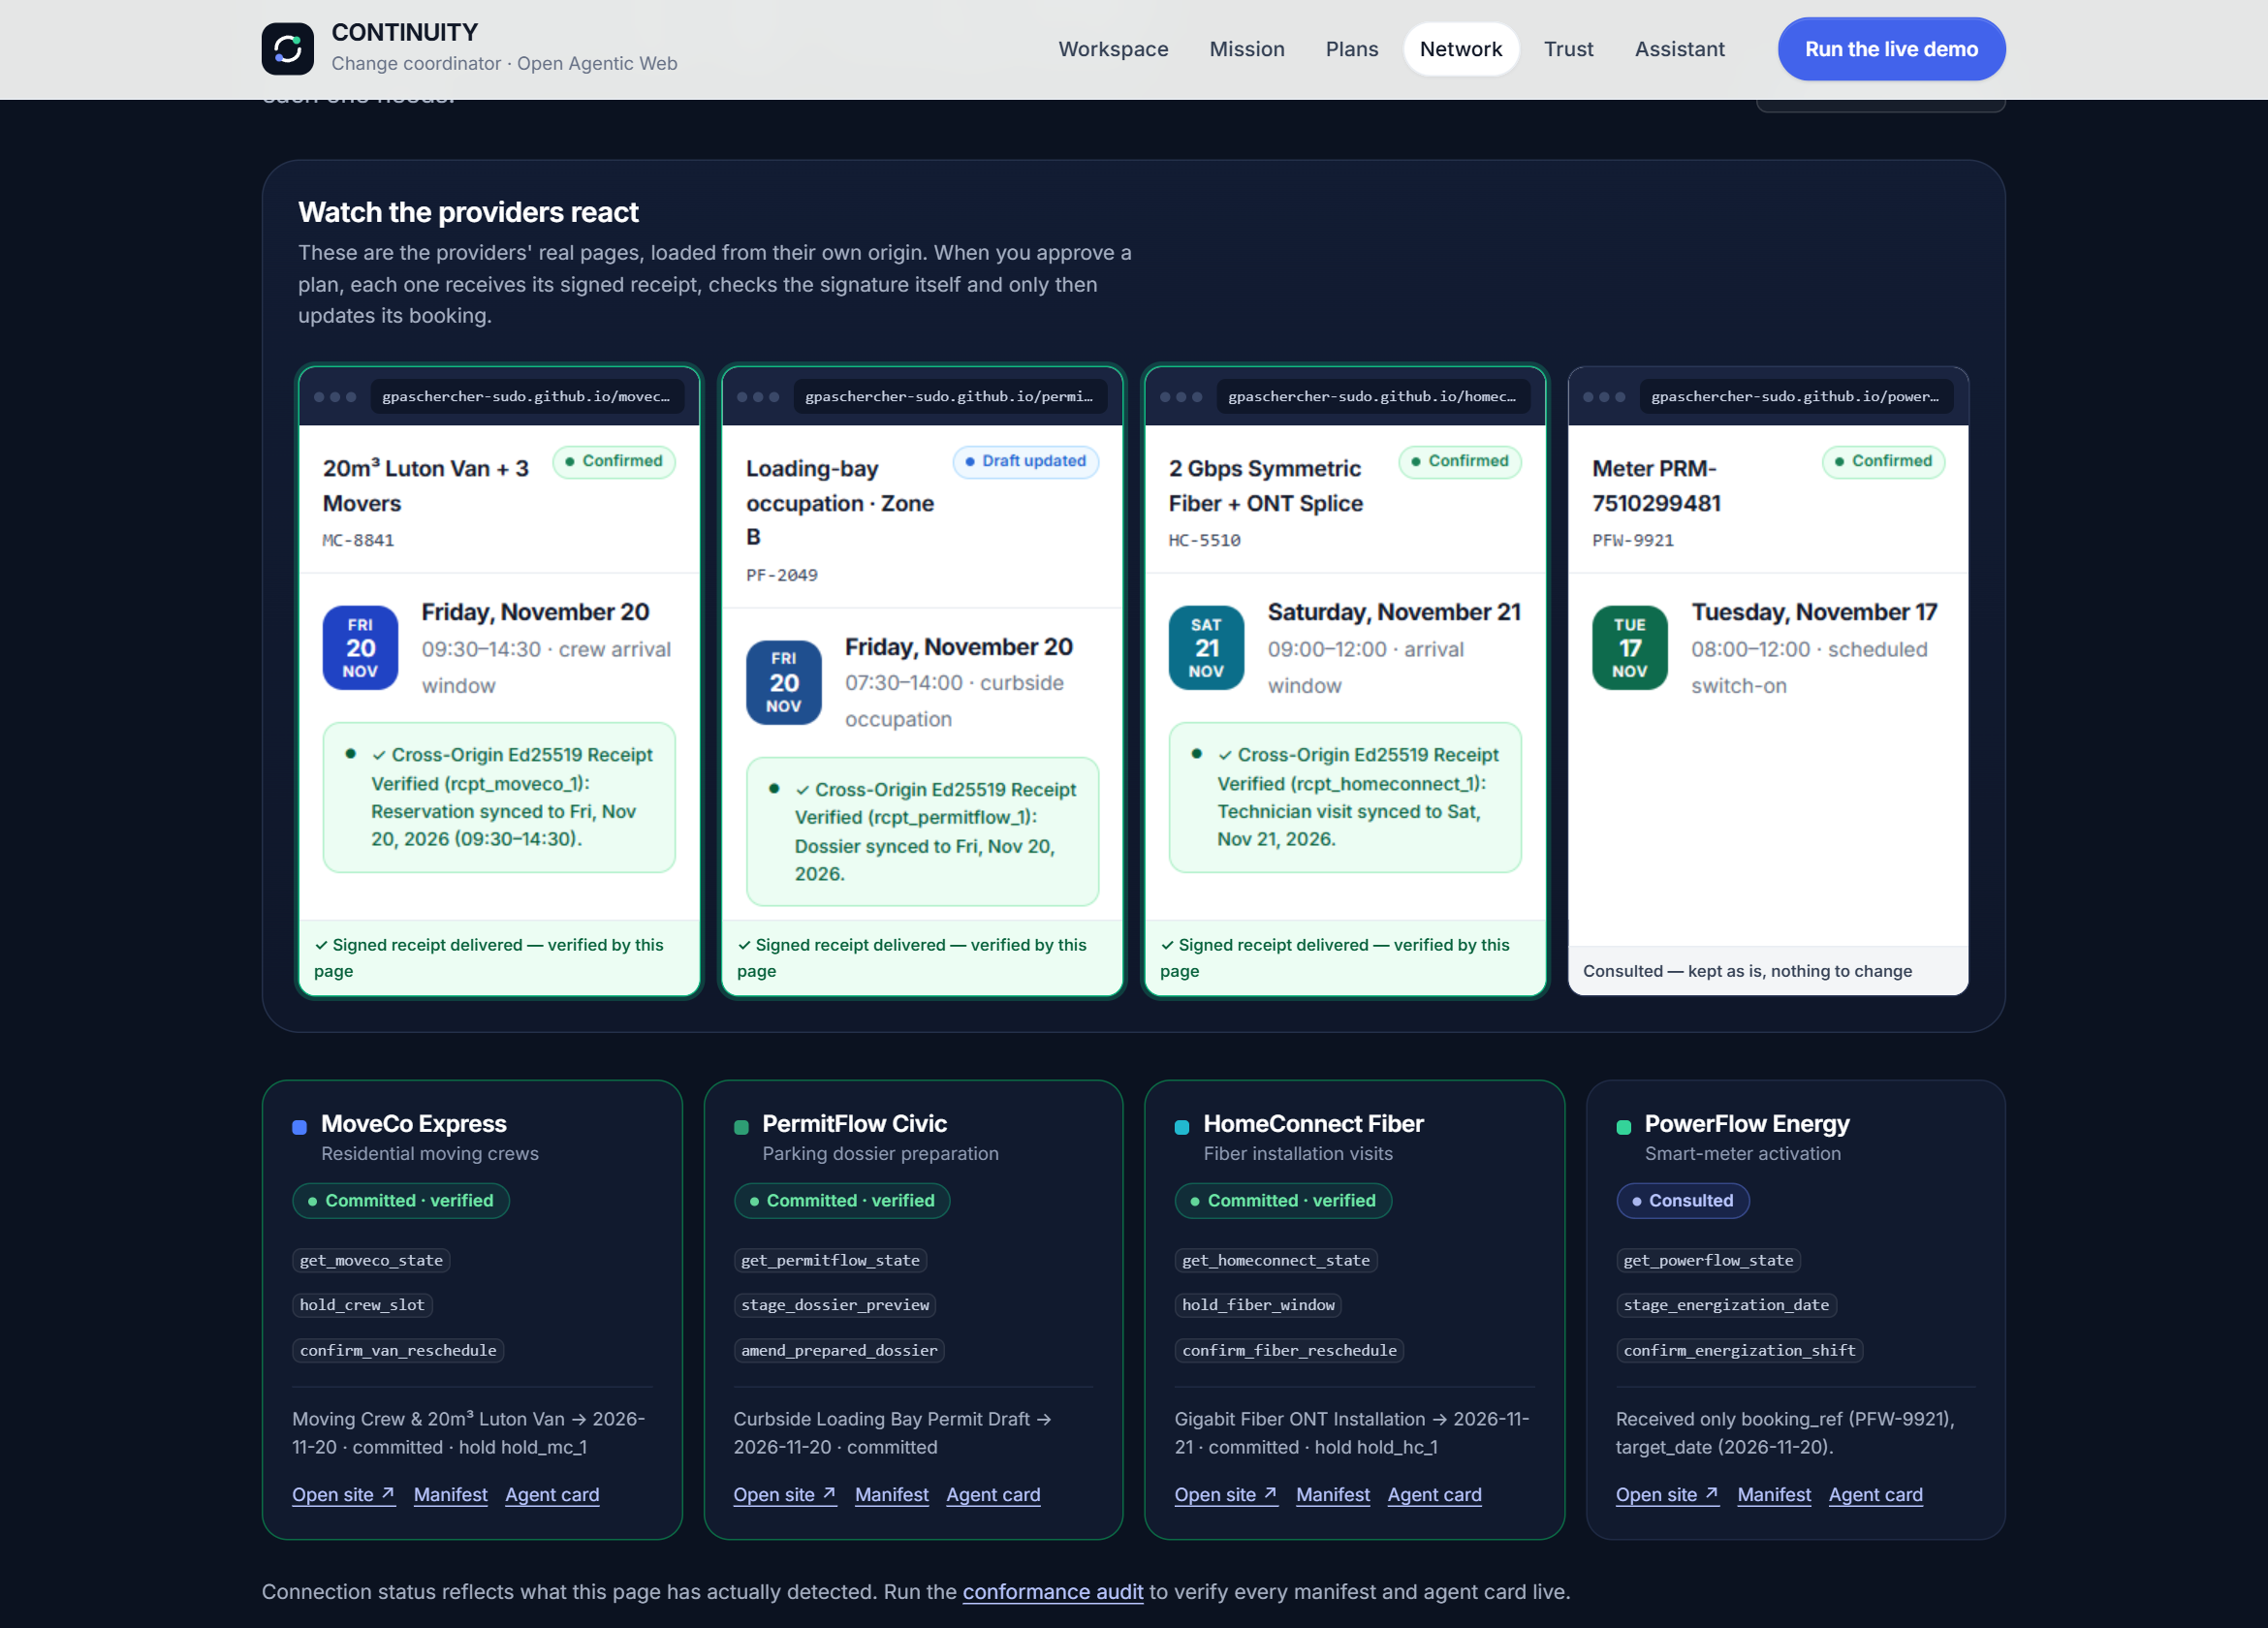 CONTINUITY
Change coordinator · Open Agentic Web
Workspace
Mission
Plans
Network
Trust
Assistant
Run the live demo
Watch the providers react
These are the providers' real pages, loaded from their own origin. When you approve a
plan, each one receives its signed receipt, checks the signature itself and only then
updates its booking.
gpaschercher-sudo.github.io/movec…
20m³ Luton Van + 3
Movers
Confirmed
MC-8841
FRI
20
NOV
Friday, November 20
09:30–14:30 · crew arrival
window
✓ Cross-Origin Ed25519 Receipt
Verified (rcpt_moveco_1):
Reservation synced to Fri, Nov
20, 2026 (09:30–14:30).
✓ Signed receipt delivered — verified by this
page
gpaschercher-sudo.github.io/permi…
Loading-bay
occupation · Zone
B
Draft updated
PF-2049
FRI
20
NOV
Friday, November 20
07:30–14:00 · curbside
occupation
✓ Cross-Origin Ed25519 Receipt
Verified (rcpt_permitflow_1):
Dossier synced to Fri, Nov 20,
2026.
✓ Signed receipt delivered — verified by this
page
gpaschercher-sudo.github.io/homec…
2 Gbps Symmetric
Fiber + ONT Splice
Confirmed
HC-5510
SAT
21
NOV
Saturday, November 21
09:00–12:00 · arrival
window
✓ Cross-Origin Ed25519 Receipt
Verified (rcpt_homeconnect_1):
Technician visit synced to Sat,
Nov 21, 2026.
✓ Signed receipt delivered — verified by this
page
gpaschercher-sudo.github.io/power…
Meter PRM-
7510299481
Confirmed
PFW-9921
TUE
17
NOV
Tuesday, November 17
08:00–12:00 · scheduled
switch-on
Consulted — kept as is, nothing to change
MoveCo Express
Residential moving crews
Committed · verified
get_moveco_state
hold_crew_slot
confirm_van_reschedule
Moving Crew & 20m³ Luton Van → 2026-
11-20 · committed · hold hold_mc_1
Open site ↗ Manifest Agent card
PermitFlow Civic
Parking dossier preparation
Committed · verified
get_permitflow_state
stage_dossier_preview
amend_prepared_dossier
Curbside Loading Bay Permit Draft →
2026-11-20 · committed
Open site ↗ Manifest Agent card
HomeConnect Fiber
Fiber installation visits
Committed · verified
get_homeconnect_state
hold_fiber_window
confirm_fiber_reschedule
Gigabit Fiber ONT Installation → 2026-11-
21 · committed · hold hold_hc_1
Open site ↗ Manifest Agent card
PowerFlow Energy
Smart-meter activation
Consulted
get_powerflow_state
stage_energization_date
confirm_energization_shift
Received only booking_ref (PFW-9921),
target_date (2026-11-20).
Open site ↗ Manifest Agent card
Connection status reflects what this page has actually detected. Run the conformance audit to verify every manifest and agent card live.